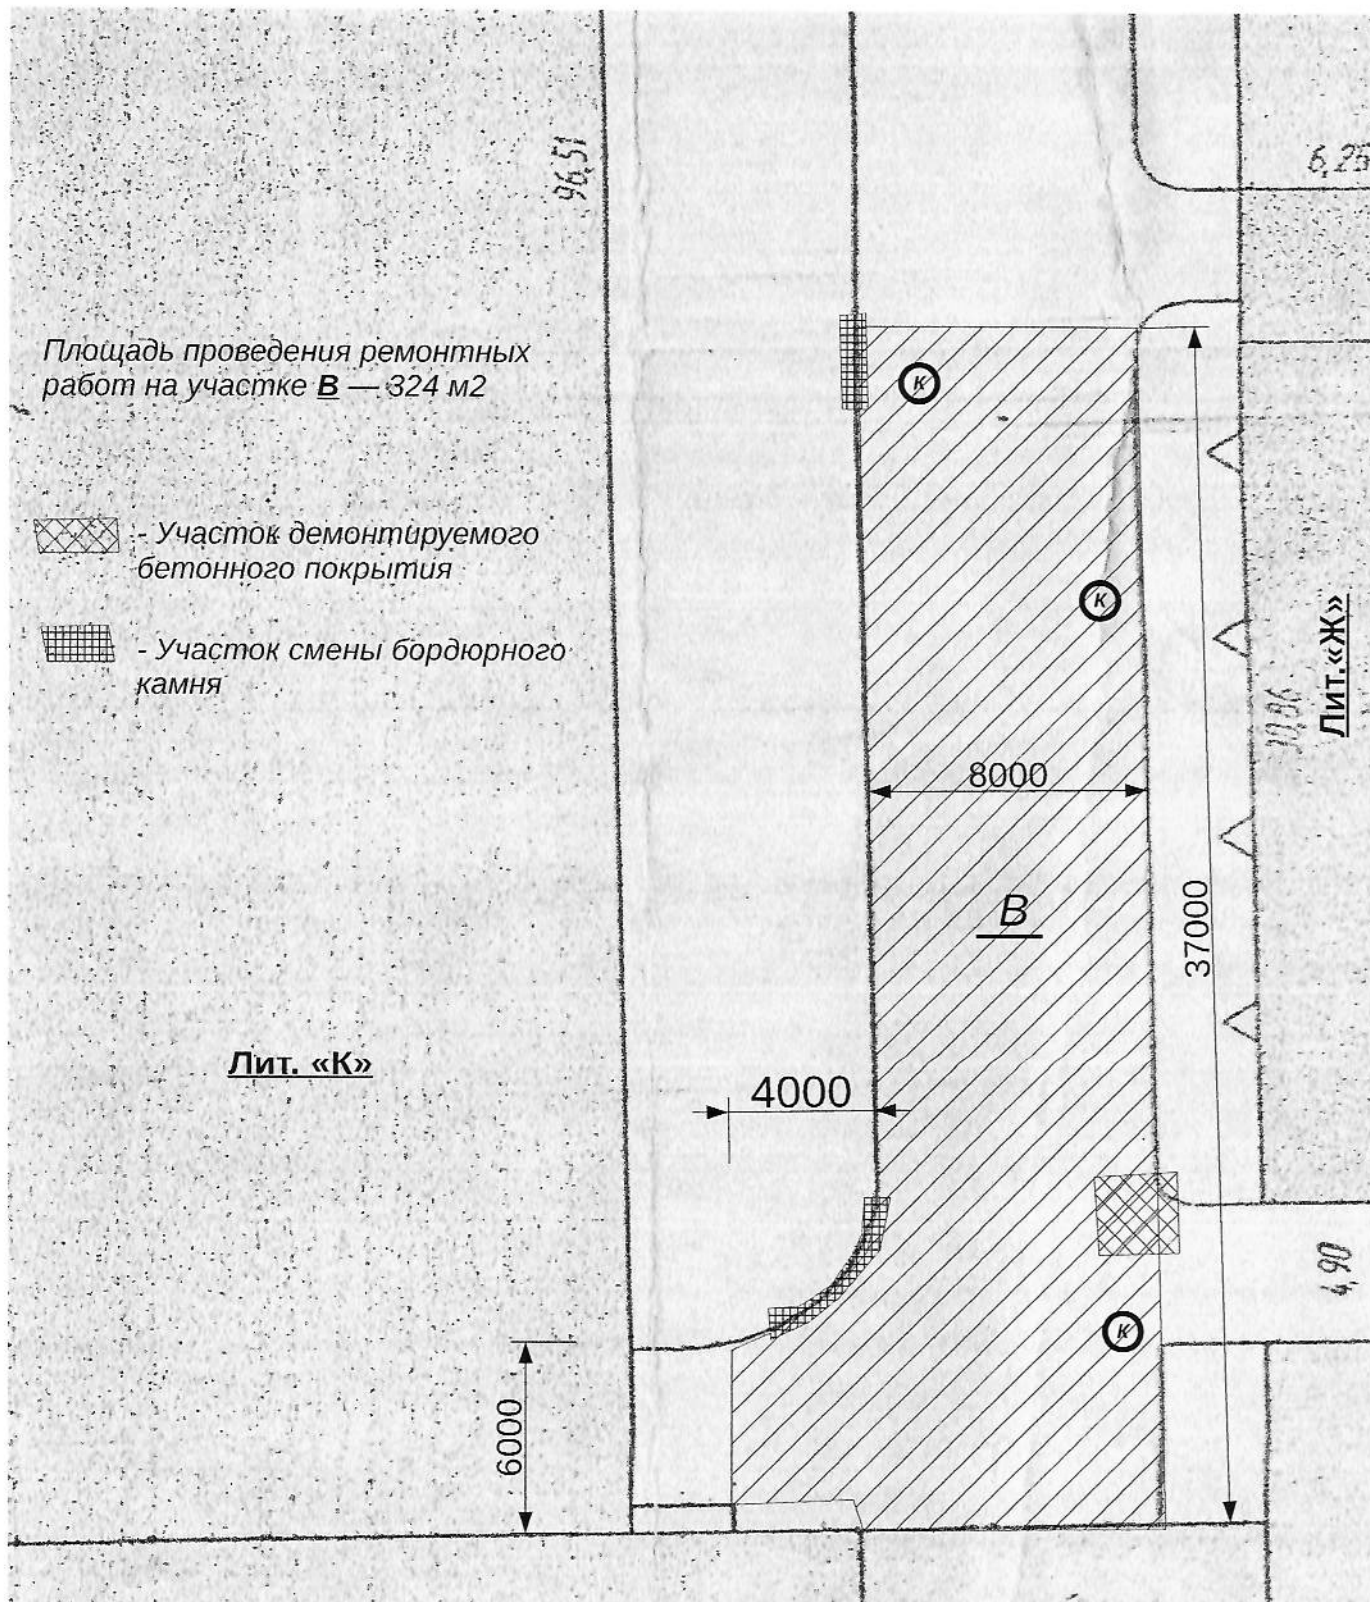 96,51
6,25
Площадь проведения ремонтных
работ на участке В — 324 м2
К
- Участок демонтируемого
бетонного покрытия
К
- Участок смены бордюрного
камня
Лит.«Ж»
8000
В
37000
Лит. «К»
4000
4,90
К
6000